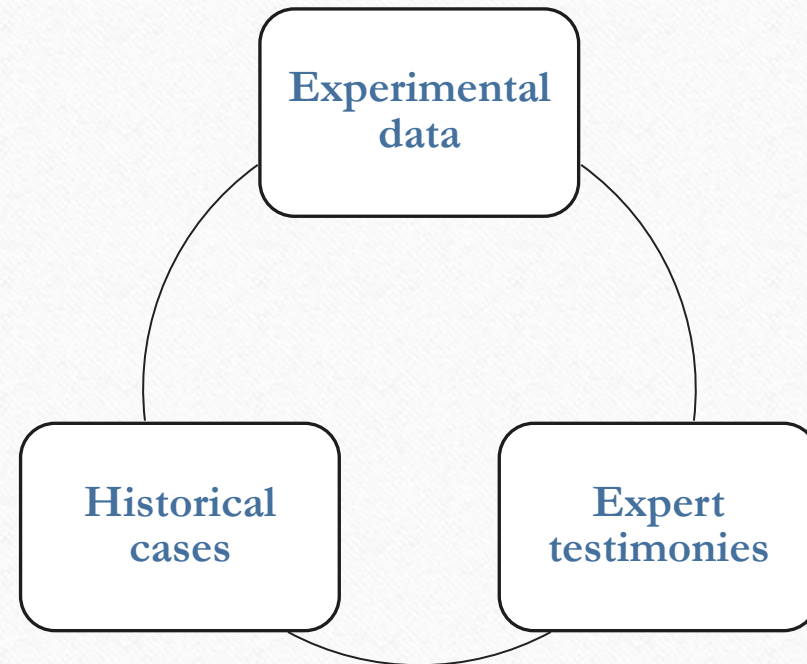 Experimental
data
Historical
cases
Expert
testimonies